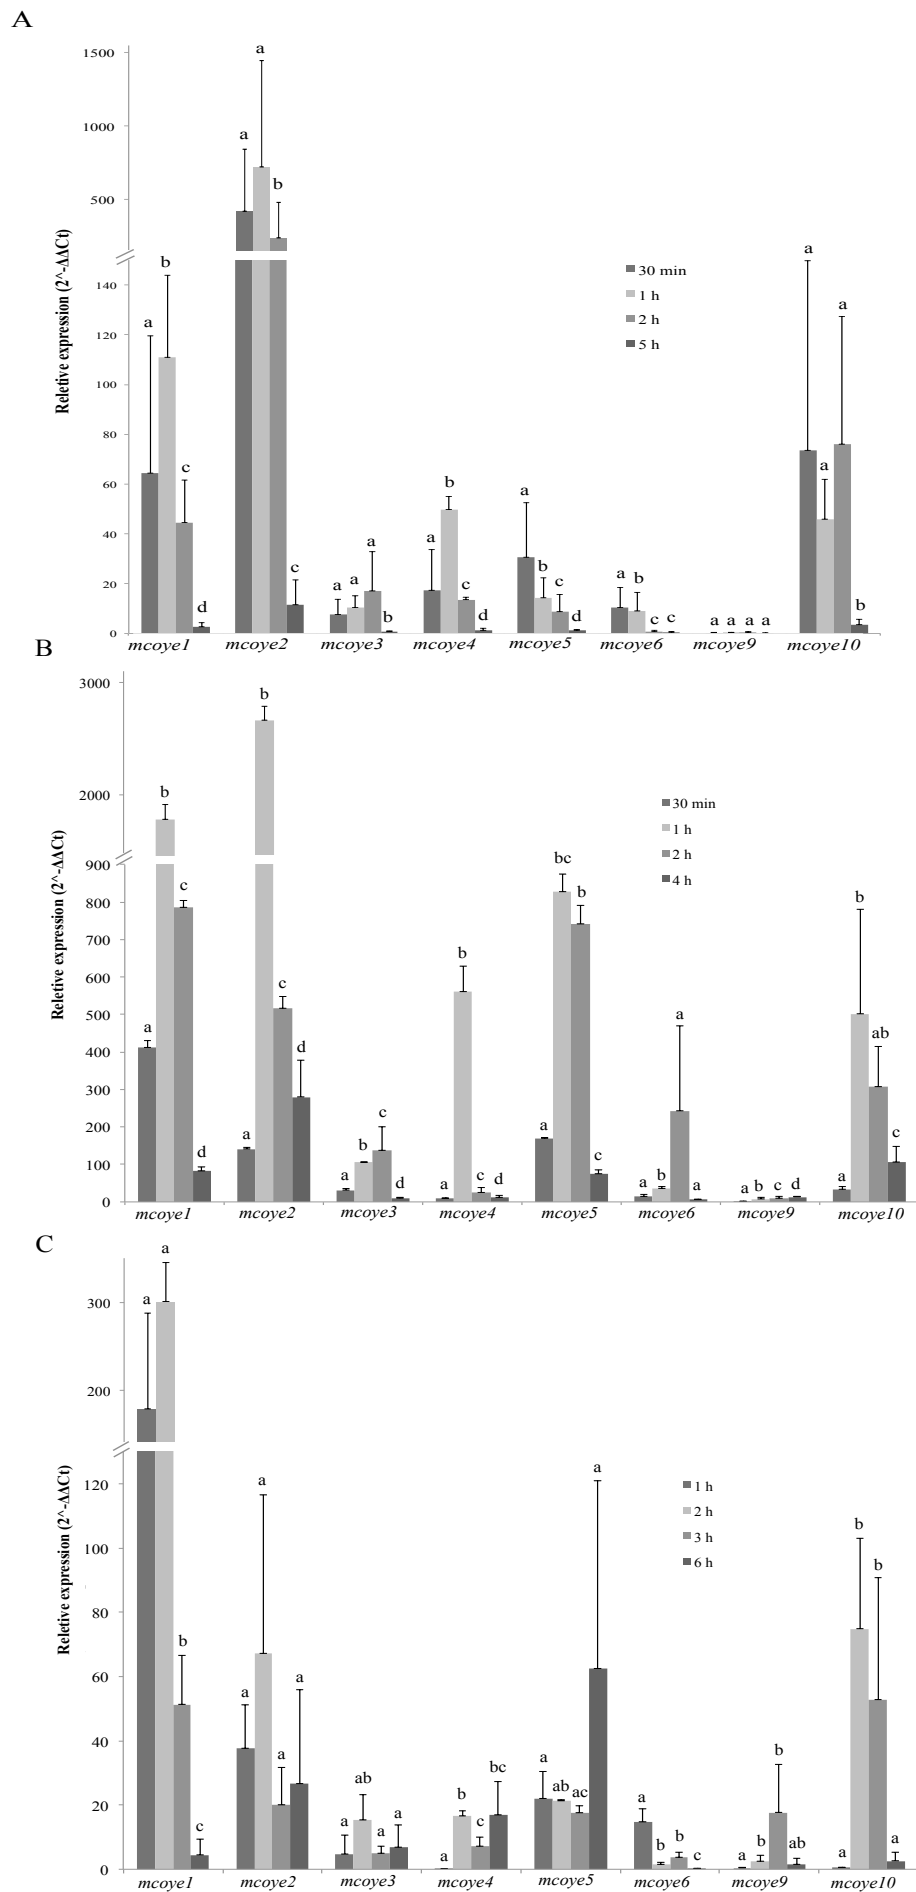 A
1500
1000
500
140
120
100
80
60
40
20
0
Reletive expression (2^-ΔΔCt)
30 min
1 h
2 h
5 h
a b c d
a a b c
a a a b
a b c d
a b c d
a b c c
a a a a
a a a b
mcoye1 mcoye2 mcoye3 mcoye4 mcoye5 mcoye6 mcoye9 mcoye10
B
3000
2000
900
800
700
600
500
400
300
200
100
0
Reletive expression (2^-ΔΔCt)
30 min
1 h
2 h
4 h
a b c d
a b c d
a b c d
a b c d
a bc b c
a b a a
a b c d
a b ab c
mcoye1 mcoye2 mcoye3 mcoye4 mcoye5 mcoye6 mcoye9 mcoye10
C
300
200
120
100
80
60
40
20
0
Reletive expression (2^-ΔΔCt)
1 h
2 h
3 h
6 h
a a b c
a a a a
a ab a a
a b c bc
a ab ac a
a b b c
a b b ab
a b b a
mcoye1 mcoye2 mcoye3 mcoye4 mcoye5 mcoye6 mcoye9 mcoye10